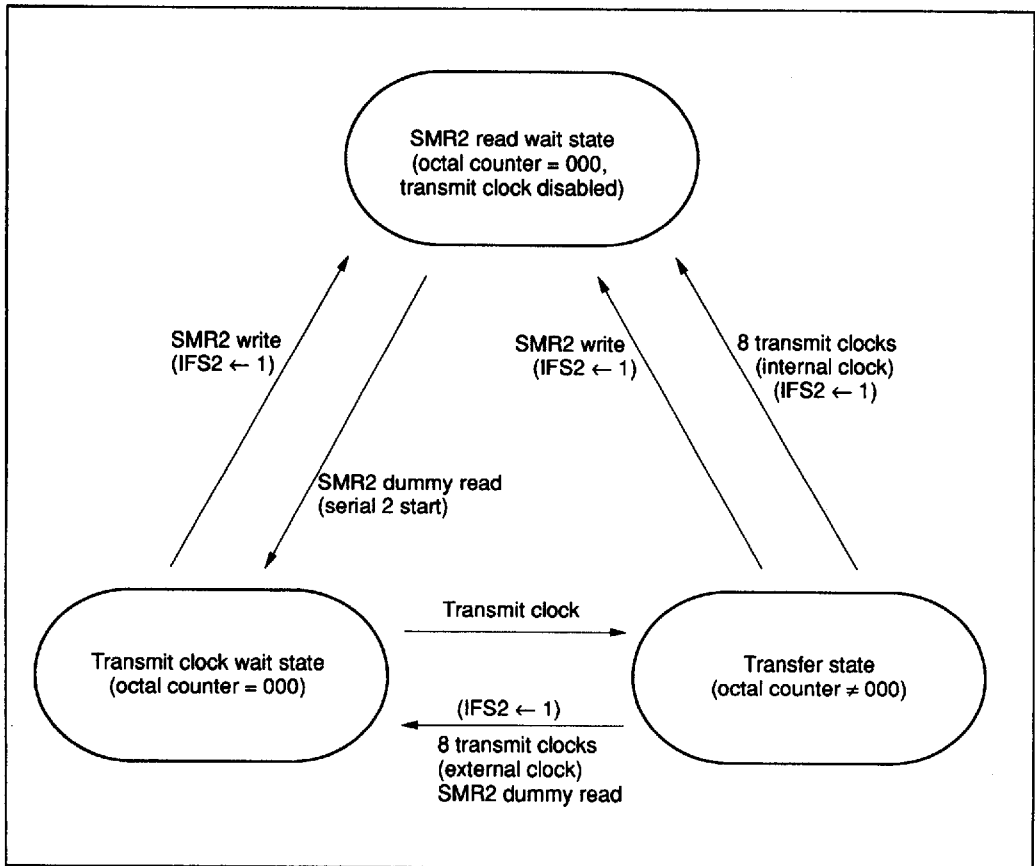 SMR2 read wait state
(octal counter = 000,
transmit clock disabled)
SMR2 write
(IFS2 ← 1)
SMR2 write
(IFS2 ← 1)
8 transmit clocks
(internal clock)
(IFS2 ← 1)
SMR2 dummy read
(serial 2 start)
Transmit clock wait state
(octal counter = 000)
Transmit clock
Transfer state
(octal counter ≠ 000)
(IFS2 ← 1)
8 transmit clocks
(external clock)
SMR2 dummy read